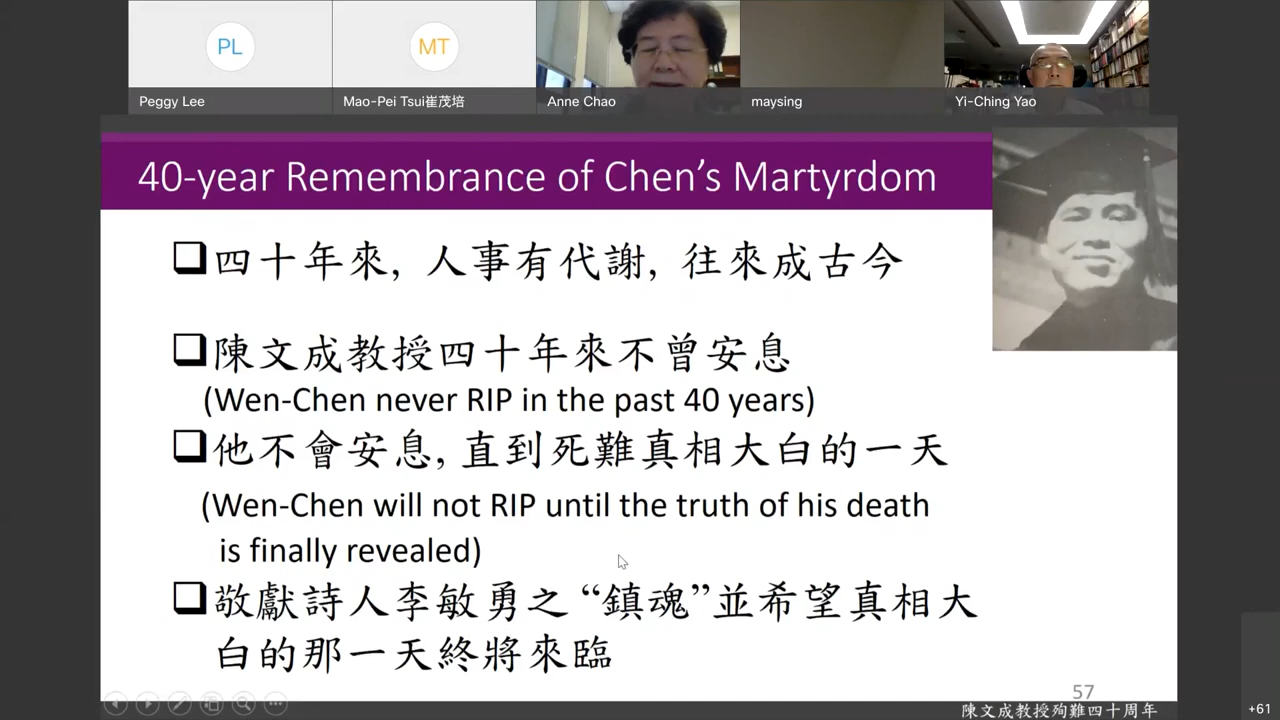 PL
MT
Peggy Lee
Mao-Pei Tsui崔茂培
Anne Chao
maysing
Yi-Ching Yao
40-year Remembrance of Chen’s Martyrdom
四十年來, 人事有代謝, 往來成古今
陳文成教授四十年來不曾安息
(Wen-Chen never RIP in the past 40 years)
他不會安息, 直到死難真相大白的一天
(Wen-Chen will not RIP until the truth of his death
is finally revealed)
敬獻詩人李敏勇之 “鎮魂”並希望真相大
白的那一天終將來臨
57
陳文成教授殉難四十周年
+61